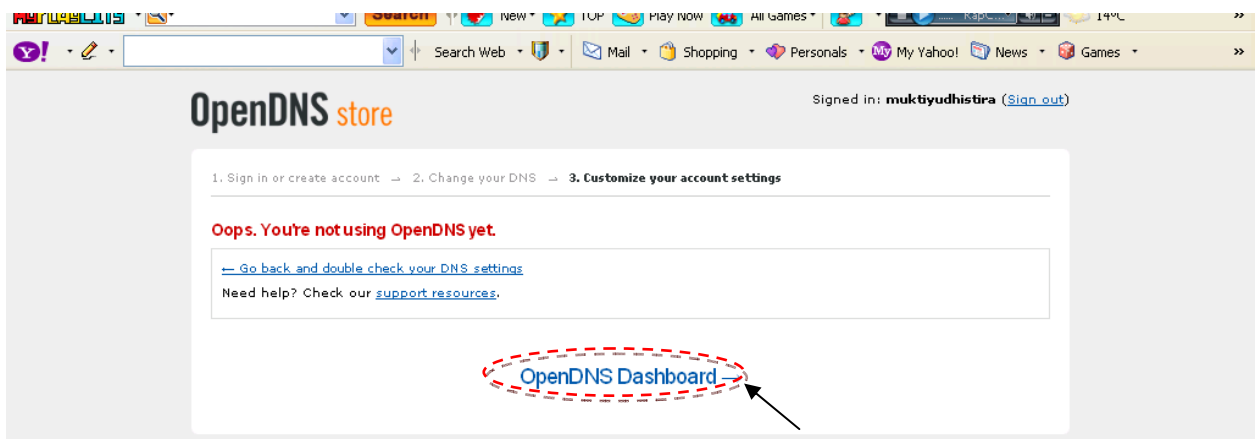 Search New TOP Play Now All Games 14°C »
Y! Search Web Mail Shopping Personals My My Yahoo! News Games »
OpenDNS store
Signed in: muktiyudhistira (Sign out)
1. Sign in or create account → 2. Change your DNS → 3. Customize your account settings
Oops. You're not using OpenDNS yet.
← Go back and double check your DNS settings
Need help? Check our support resources.
OpenDNS Dashboard →